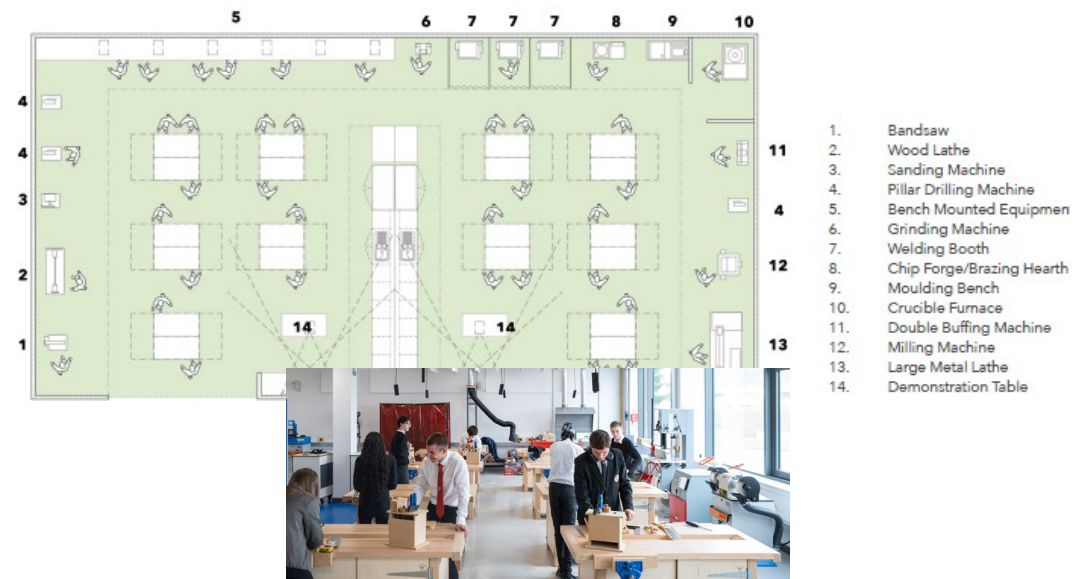 5 6 7 7 7 8 9 10
4
4
3
2
1
11
4
12
13
14 14
1. Bandsaw
2. Wood Lathe
3. Sanding Machine
4. Pillar Drilling Machine
5. Bench Mounted Equipmen
6. Grinding Machine
7. Welding Booth
8. Chip Forge/Brazing Hearth
9. Moulding Bench
10. Crucible Furnace
11. Double Buffing Machine
12. Milling Machine
13. Large Metal Lathe
14. Demonstration Table